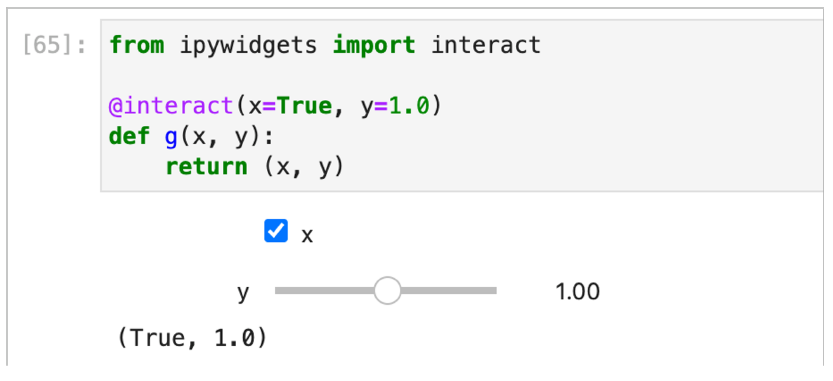 [65]: from ipywidgets import interact
@interact(x=True, y=1.0)
def g(x, y):
    return (x, y)
x
y 1.00
(True, 1.0)